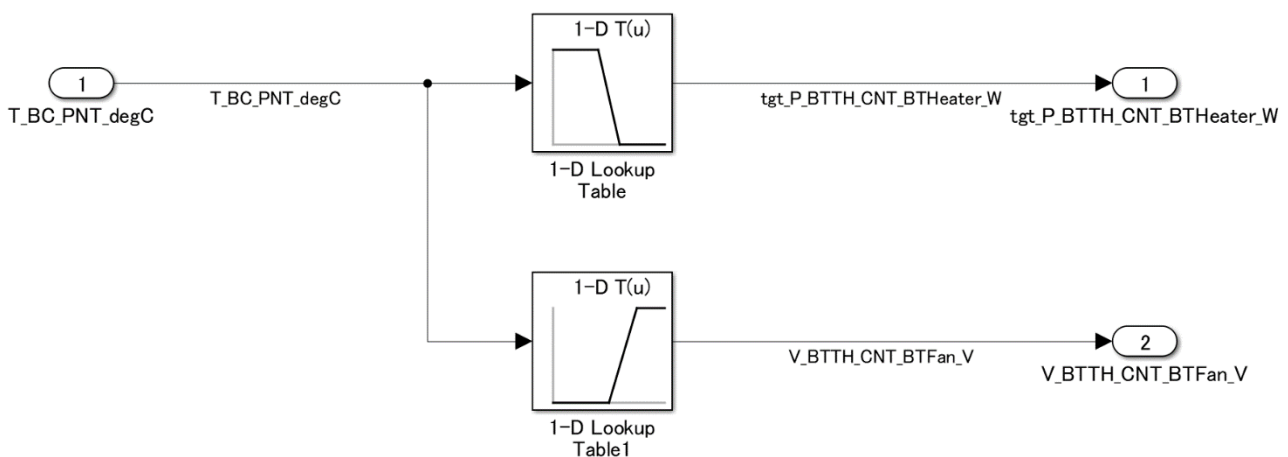 1
T_BC_PNT_degC
T_BC_PNT_degC
1-D T(u)
1-D Lookup
Table
tgt_P_BTTH_CNT_BTHeater_W
1
tgt_P_BTTH_CNT_BTHeater_W
1-D T(u)
1-D Lookup
Table1
V_BTTH_CNT_BTFan_V
2
V_BTTH_CNT_BTFan_V